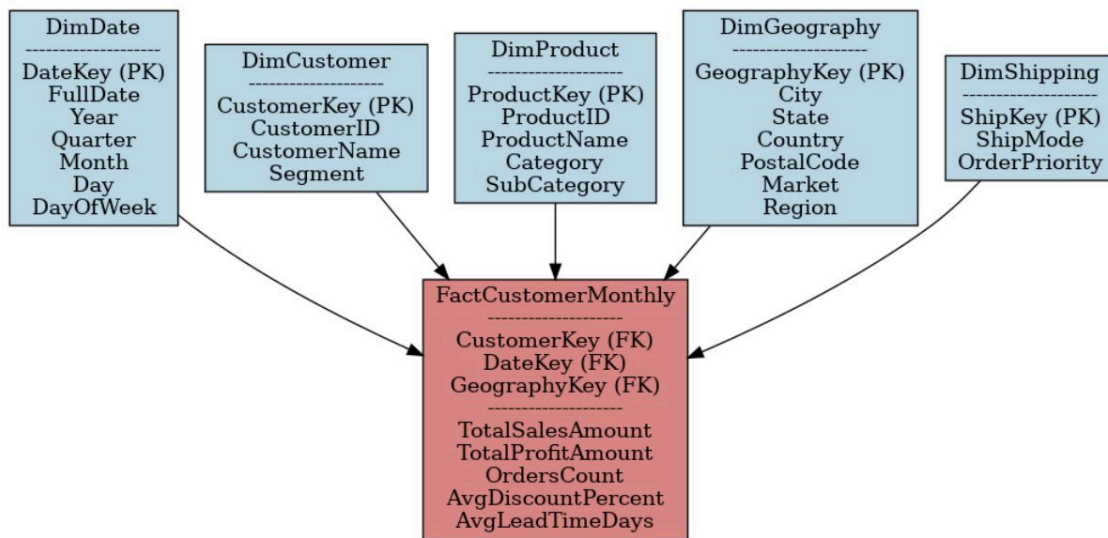 DimDate
--------------------
DateKey (PK)
FullDate
Year
Quarter
Month
Day
DayOfWeek
DimCustomer
--------------------
CustomerKey (PK)
CustomerID
CustomerName
Segment
DimProduct
--------------------
ProductKey (PK)
ProductID
ProductName
Category
SubCategory
DimGeography
--------------------
GeographyKey (PK)
City
State
Country
PostalCode
Market
Region
DimShipping
--------------------
ShipKey (PK)
ShipMode
OrderPriority
FactCustomerMonthly
--------------------
CustomerKey (FK)
DateKey (FK)
GeographyKey (FK)
--------------------
TotalSalesAmount
TotalProfitAmount
OrdersCount
AvgDiscountPercent
AvgLeadTimeDays